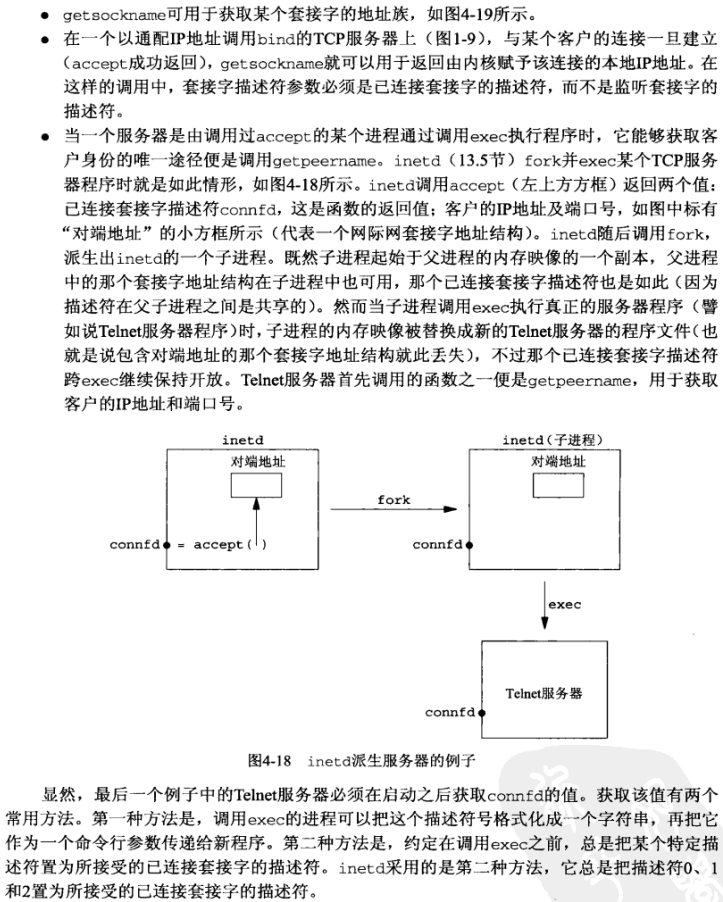 ● getsockname可用于获取某个套接字的地址族，如图4-19所示。
● 在一个以通配IP地址调用bind的TCP服务器上（图1-9），与某个客户的连接一旦建立
（accept成功返回），getsockname就可以用于返回由内核赋予该连接的本地IP地址。在
这样的调用中，套接字描述符参数必须是已连接套接字的描述符，而不是监听套接字的
描述符。
● 当一个服务器是由调用过accept的某个进程通过调用exec执行程序时，它能够获取客
户身份的唯一途径便是调用getpeername。inetd（13.5节）fork并exec某个TCP服务
器程序时就是如此情形，如图4-18所示。inetd调用accept（左上方方框）返回两个值：
已连接套接字描述符connfd，这是函数的返回值；客户的IP地址及端口号，如图中标有
“对端地址”的小方框所示（代表一个网际网套接字地址结构）。inetd随后调用fork，
派生出inetd的一个子进程。既然子进程起始于父进程的内存映像的一个副本，父进程
中的那个套接字地址结构在子进程中也可用，那个已连接套接字描述符也是如此（因为
描述符在父子进程之间是共享的）。然而当子进程调用exec执行真正的服务器程序（譬
如说Telnet服务器程序）时，子进程的内存映像被替换成新的Telnet服务器的程序文件（也
就是说包含对端地址的那个套接字地址结构就此丢失），不过那个已连接套接字描述符
跨exec继续保持开放。Telnet服务器首先调用的函数之一便是getpeername，用于获取
客户的IP地址和端口号。
inetd
inetd（子进程）
对端地址
对端地址
fork
connfd = accept( )
connfd
exec
Telnet服务器
connfd
图4-18 inetd派生服务器的例子
显然，最后一个例子中的Telnet服务器必须在启动之后获取connfd的值。获取该值有两个
常用方法。第一种方法是，调用exec的进程可以把这个描述符号格式化成一个字符串，再把它
作为一个命令行参数传递给新程序。第二种方法是，约定在调用exec之前，总是把某个特定描
述符置为所接受的已连接套接字的描述符。inetd采用的是第二种方法，它总是把描述符0、1
和2置为所接受的已连接套接字的描述符。